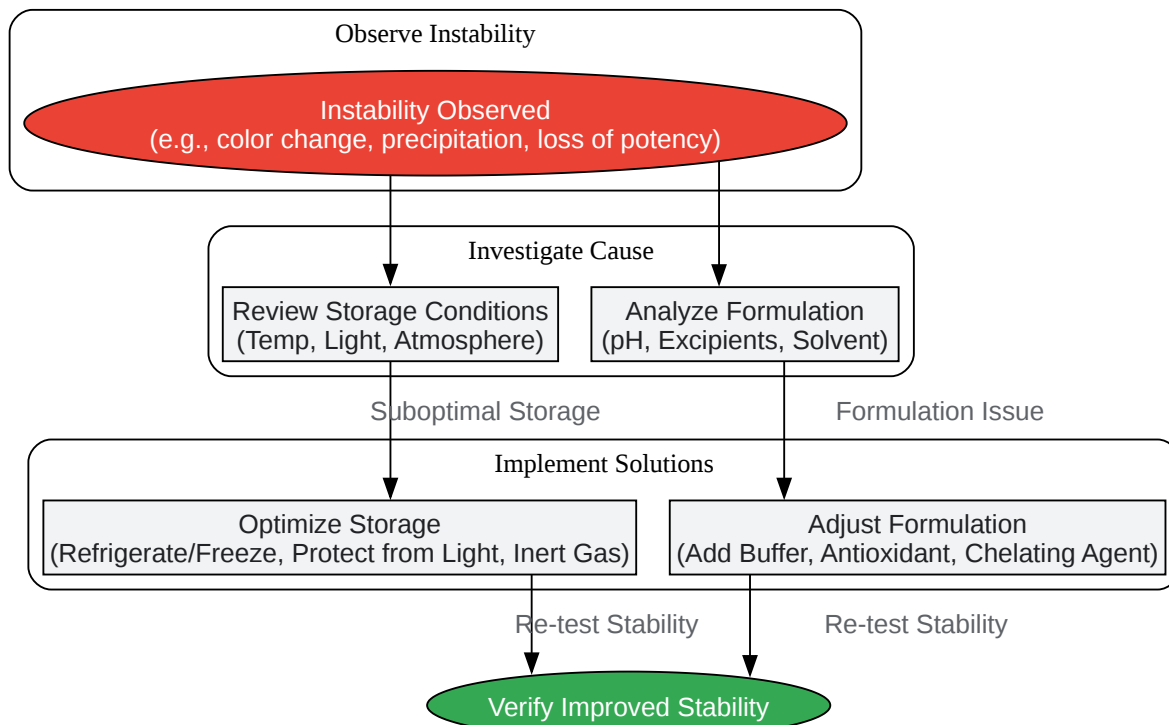 Observe Instability
Instability Observed
(e.g., color change, precipitation, loss of potency)
Investigate Cause
Review Storage Conditions
(Temp, Light, Atmosphere)
Analyze Formulation
(pH, Excipients, Solvent)
Suboptimal Storage
Formulation Issue
Implement Solutions
Optimize Storage
(Refrigerate/Freeze, Protect from Light, Inert Gas)
Adjust Formulation
(Add Buffer, Antioxidant, Chelating Agent)
Re-test Stability
Re-test Stability
Verify Improved Stability